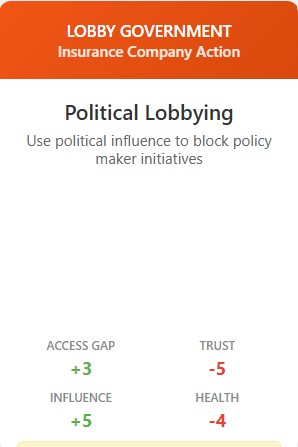 LOBBY GOVERNMENT
Insurance Company Action
Political Lobbying
Use political influence to block policy
maker initiatives
ACCESS GAP
+3
TRUST
-5
INFLUENCE
+5
HEALTH
-4